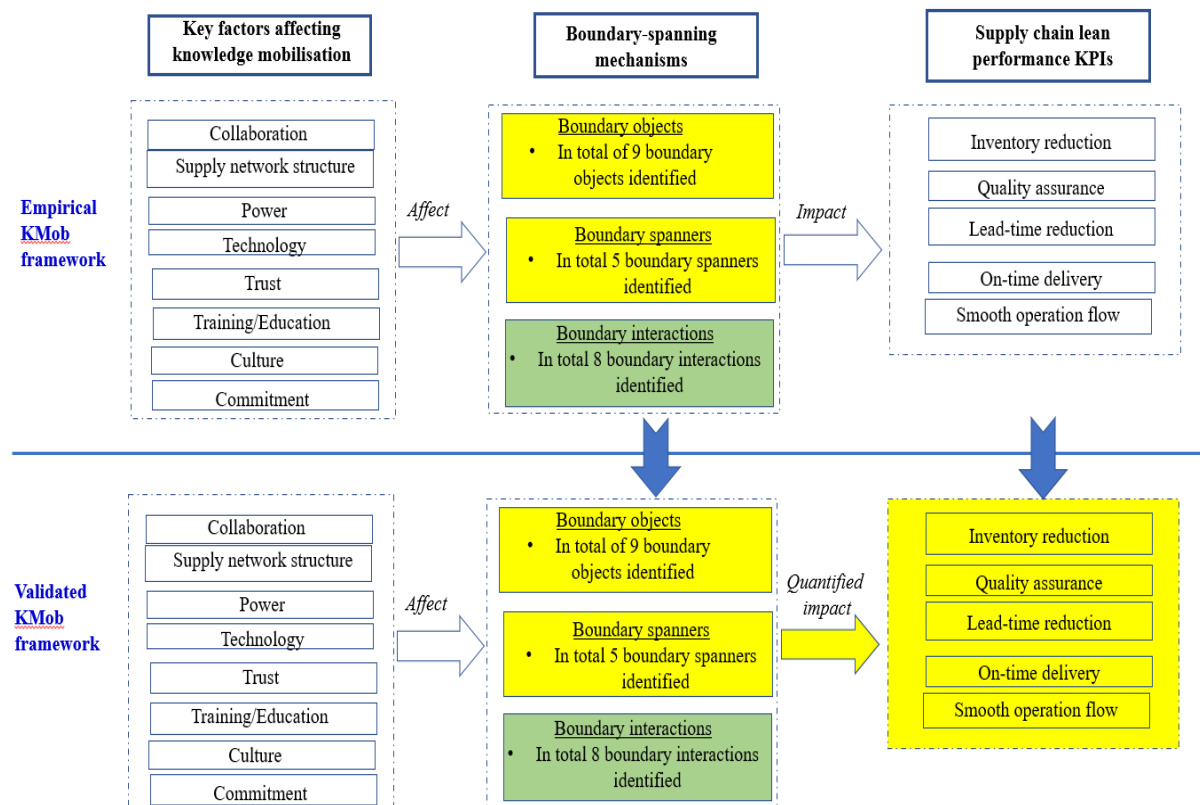 Key factors affecting
knowledge mobilisation
Boundary-spanning
mechanisms
Supply chain lean
performance KPIs
Empirical
KMob
framework
Collaboration
Supply network structure
Power
Technology
Trust
Training/Education
Culture
Commitment
Affect
Boundary objects
• In total of 9 boundary
objects identified
Boundary spanners
• In total 5 boundary spanners
identified
Boundary interactions
• In total 8 boundary interactions
identified
Impact
Inventory reduction
Quality assurance
Lead-time reduction
On-time delivery
Smooth operation flow
Validated
KMob
framework
Collaboration
Supply network structure
Power
Technology
Trust
Training/Education
Culture
Commitment
Affect
Boundary objects
• In total of 9 boundary
objects identified
Boundary spanners
• In total 5 boundary spanners
identified
Boundary interactions
• In total 8 boundary interactions
identified
Quantified
impact
Inventory reduction
Quality assurance
Lead-time reduction
On-time delivery
Smooth operation flow